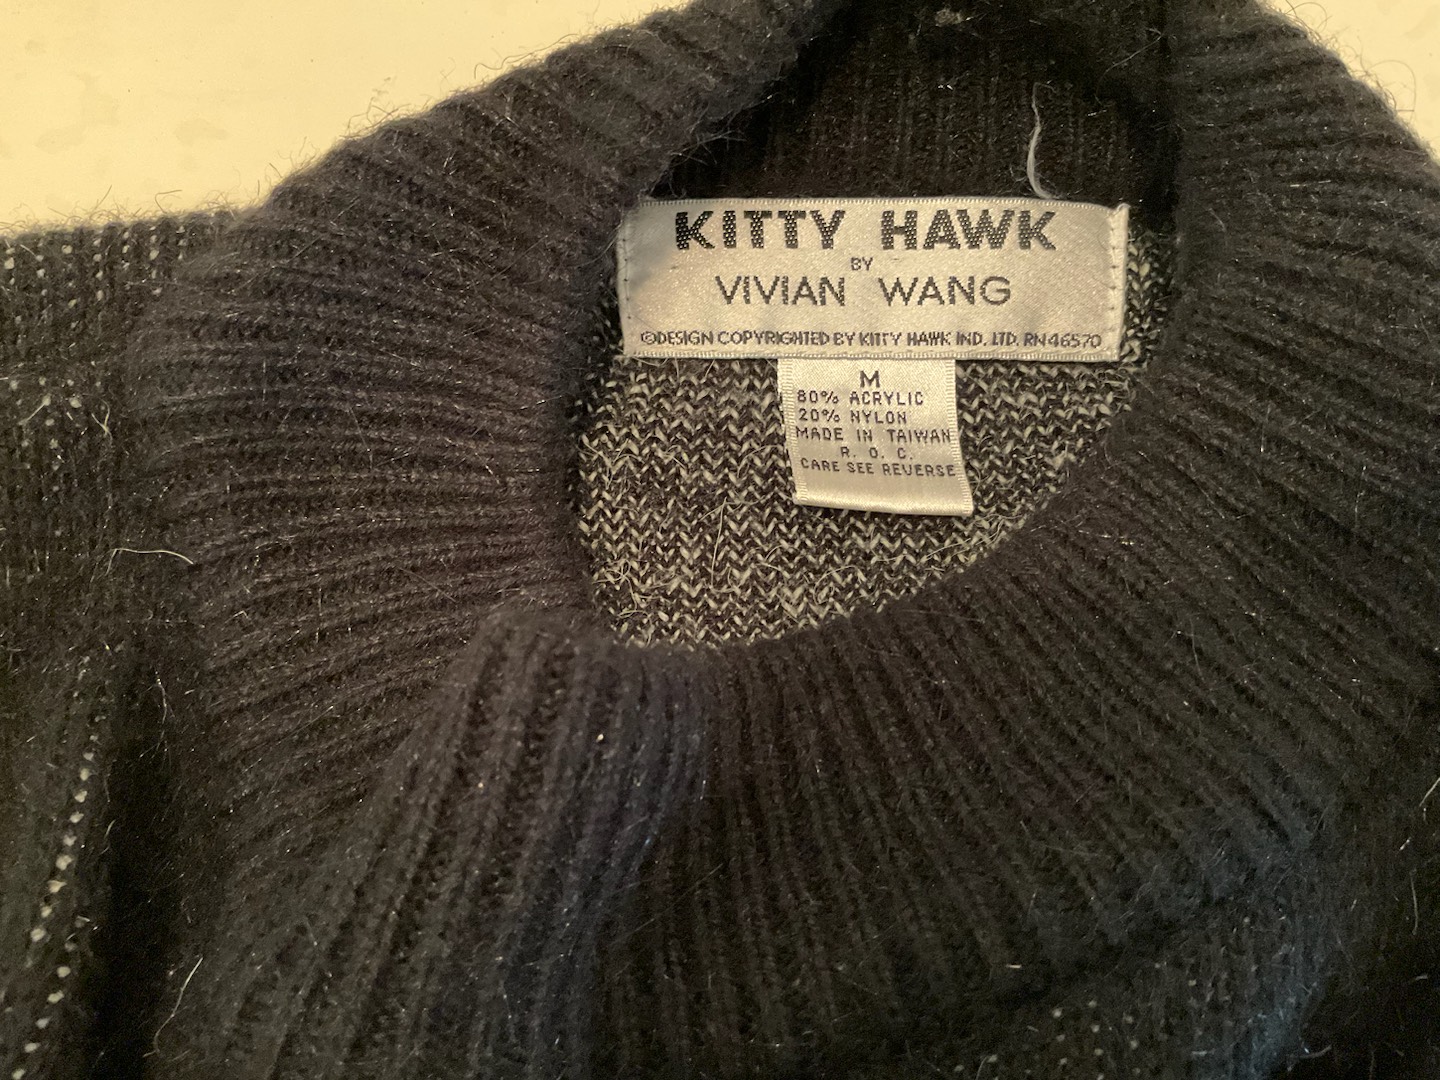 KITTY HAWK
BY
VIVIAN WANG
©DESIGN COPYRIGHTED BY KITTY HAWK IND. LTD. RN46570
M
80% ACRYLIC
20% NYLON
MADE IN TAIWAN
R. O. C.
CARE SEE REVERSE